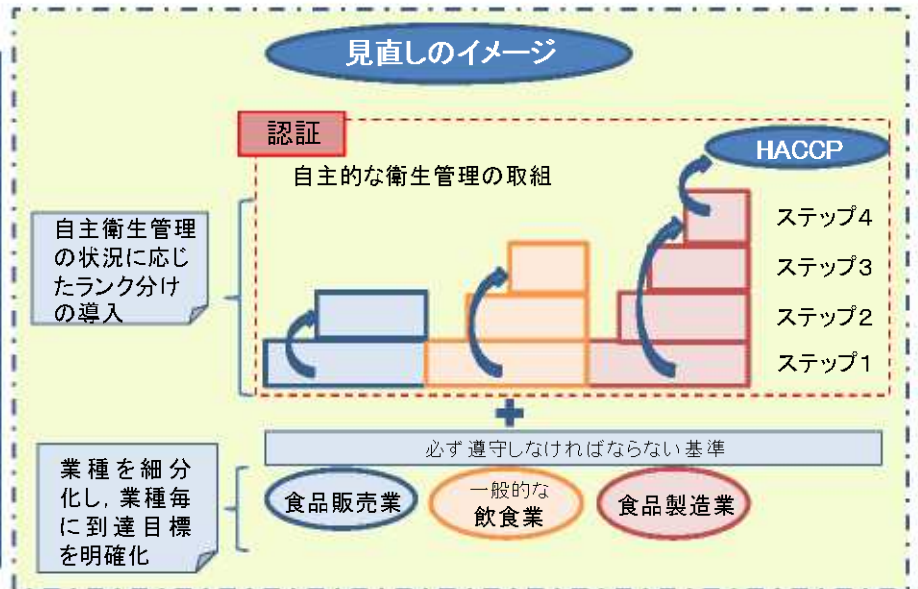 見直しのイメージ
認証
HACCP
自主的な衛生管理の取組
自主衛生管理
の状況に応じ
たランク分け
の導入
ステップ4
ステップ3
ステップ2
ステップ1
+
必ず遵守しなければならない基準
業種を細分
化し,業種毎
に到達目標
を明確化
食品販売業
一般的な
飲食業
食品製造業